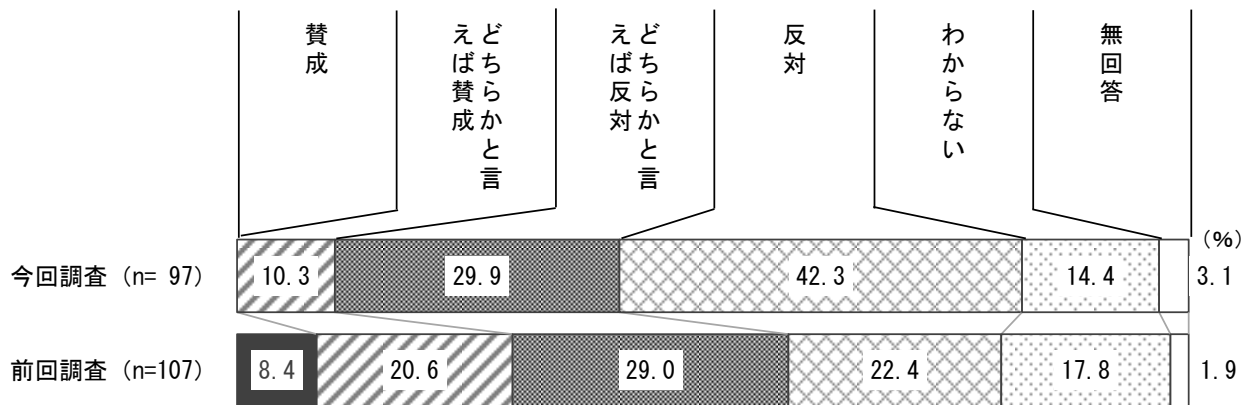 賛成
どちらかと言
えば賛成
どちらかと言
えば反対
反対
わからない
無回答
(%)
今回調査 (n= 97)
10.3
29.9
42.3
14.4
3.1
前回調査 (n=107)
8.4
20.6
29.0
22.4
17.8
1.9